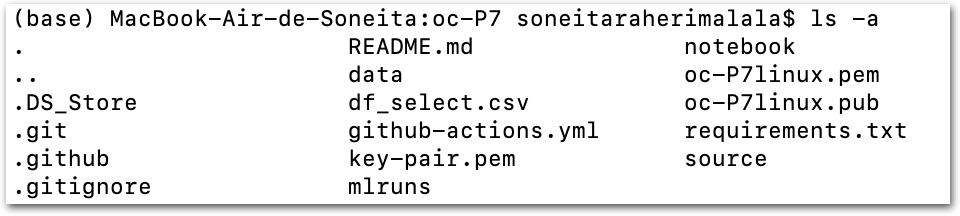 (base) MacBook-Air-de-Soneita:oc-P7 soneitaraherimalala$ ls -a
. README.md notebook
.. data oc-P7linux.pem
.DS_Store df_select.csv oc-P7linux.pub
.git github-actions.yml requirements.txt
.github key-pair.pem source
.gitignore mlruns